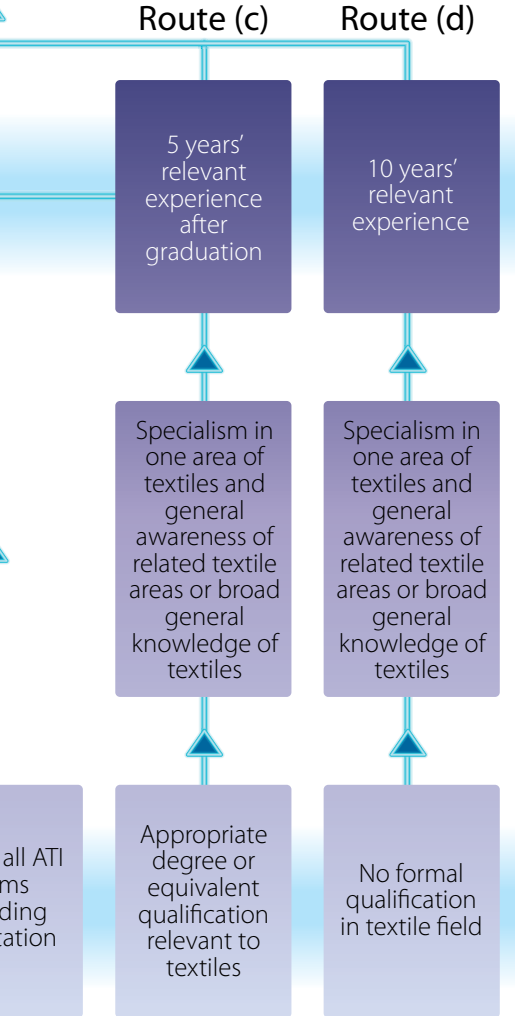 Route (c)
Route (d)
5 years’
relevant
experience
after
graduation
10 years’
relevant
experience
Specialism in
one area of
textiles and
general
awareness of
related textile
areas or broad
general
knowledge of
textiles
Specialism in
one area of
textiles and
general
awareness of
related textile
areas or broad
general
knowledge of
textiles
all ATI
Appropriate
degree or
equivalent
qualification
relevant to
textiles
No formal
qualification
in textile field